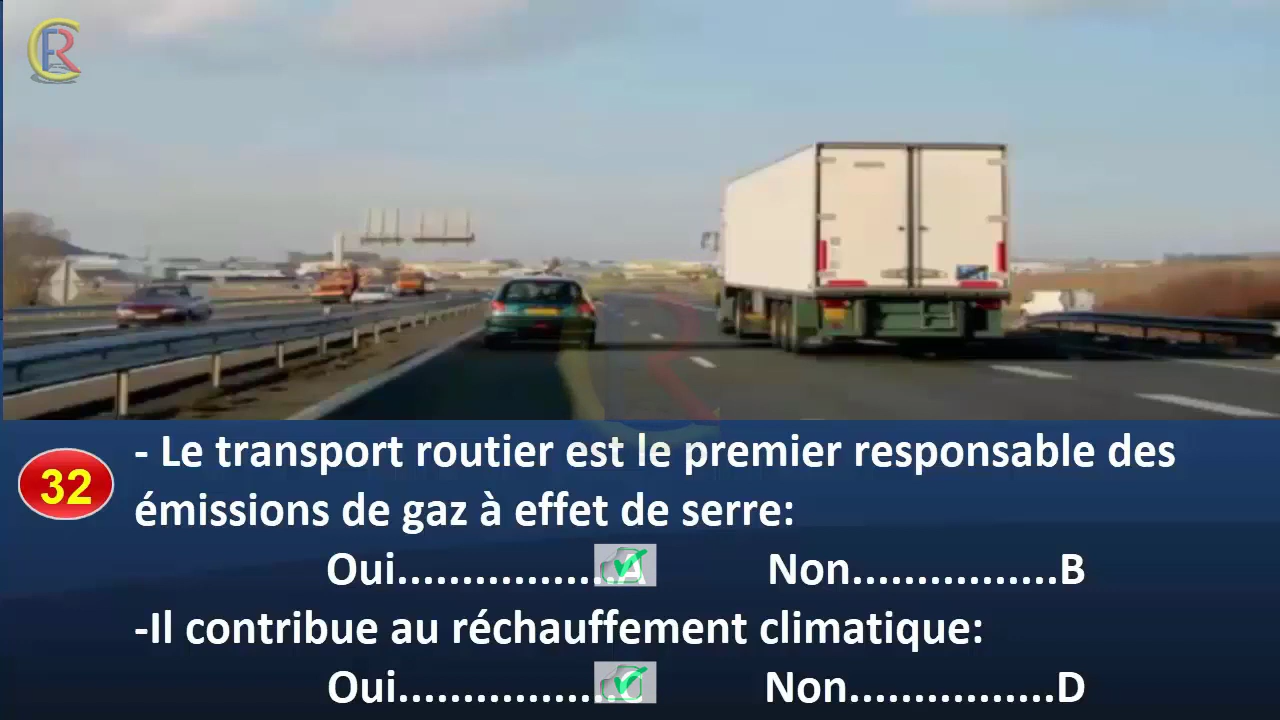 32
- Le transport routier est le premier responsable des
émissions de gaz à effet de serre:
Oui..................A Non................B
-Il contribue au réchauffement climatique:
Oui..................C Non................D